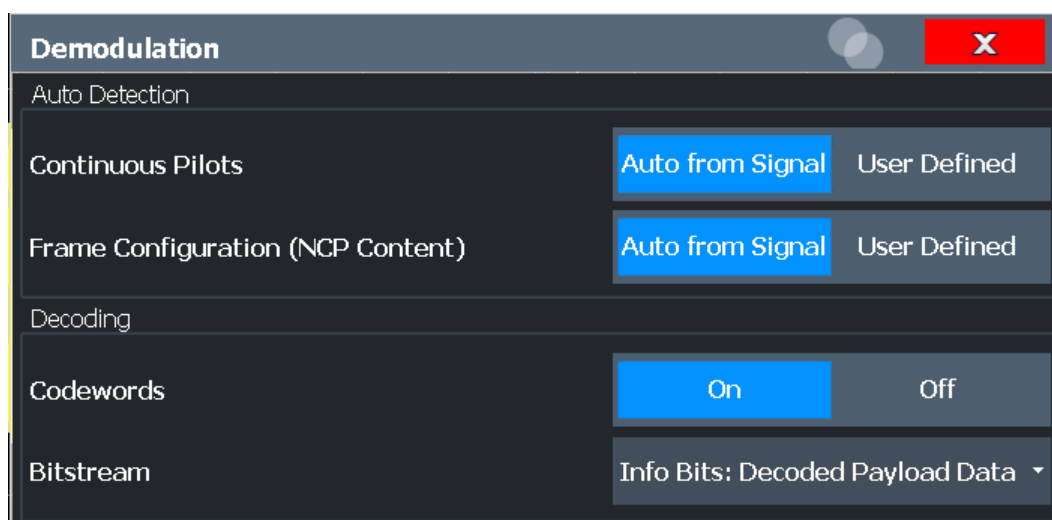 Demodulation X
Auto Detection
Continuous Pilots Auto from Signal User Defined
Frame Configuration (NCP Content) Auto from Signal User Defined
Decoding
Codewords On Off
Bitstream Info Bits: Decoded Payload Data